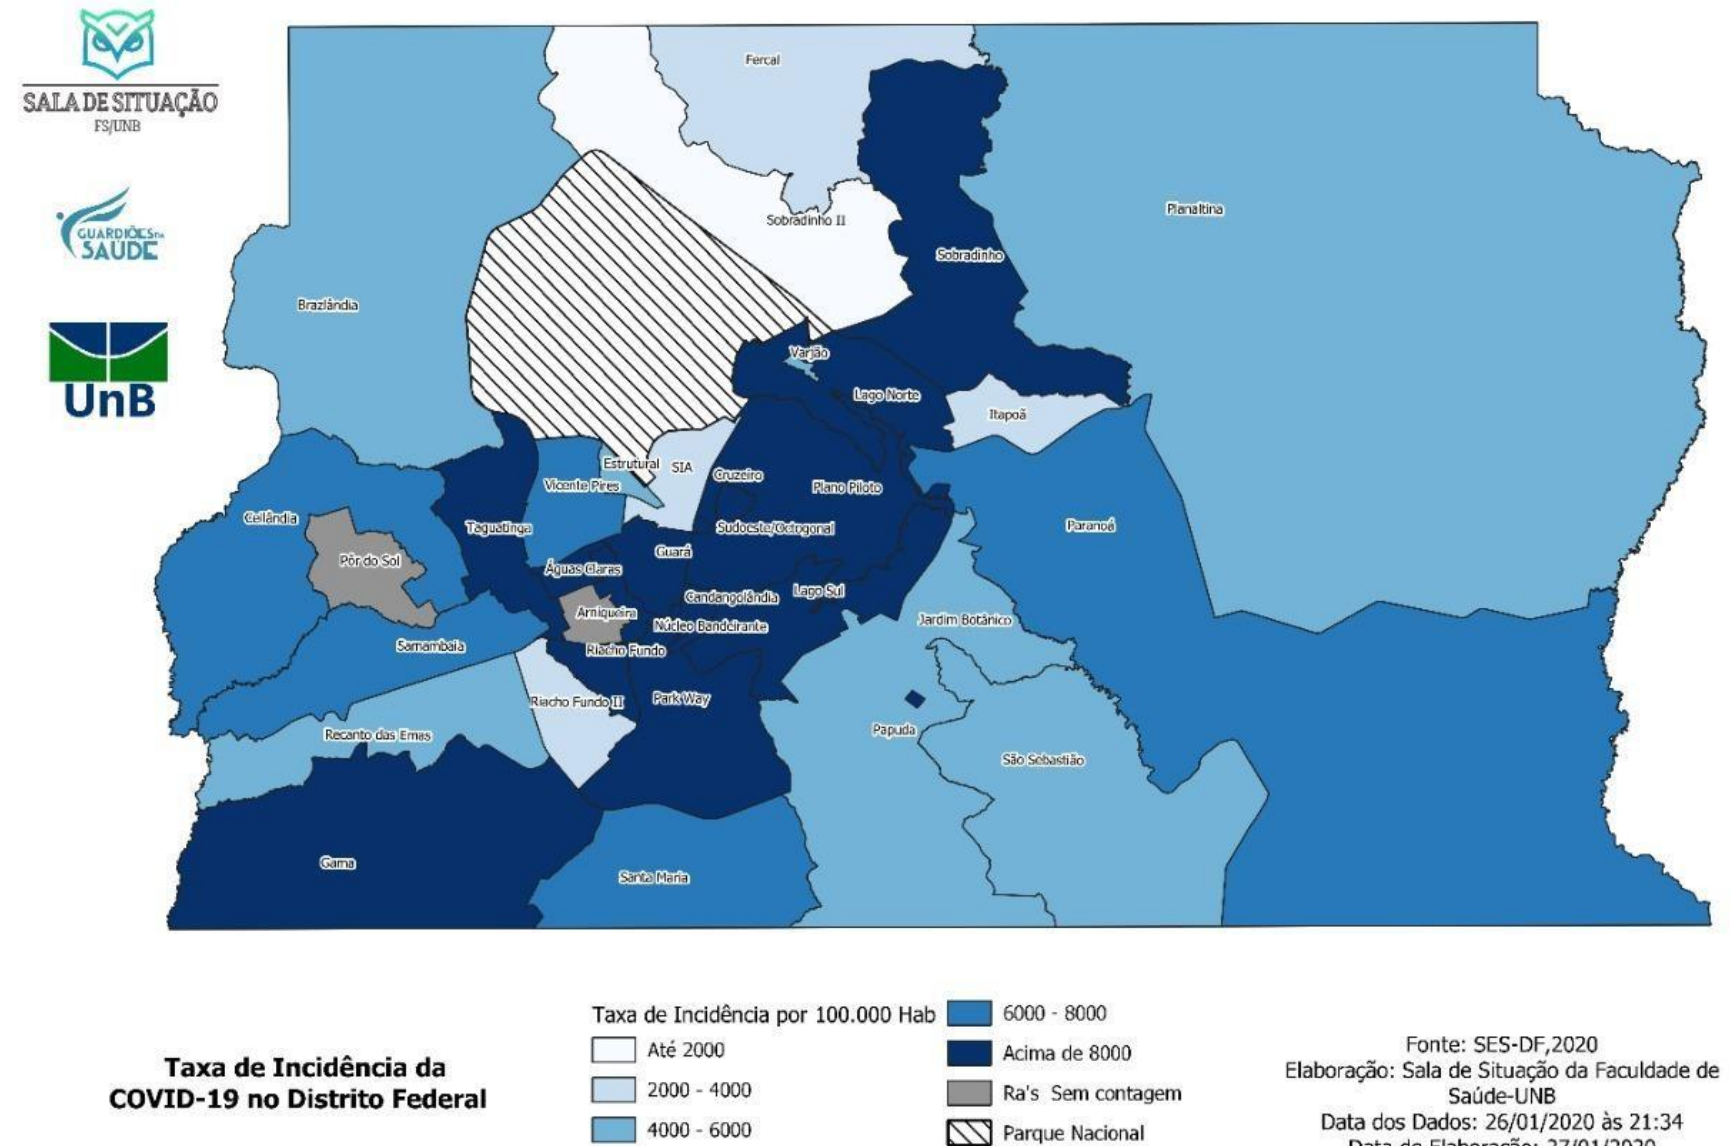 SALA DE SITUAÇÃO
FS/UNB
GUARDIÕES DA
SAÚDE
UnB
Fercal
Sobradinho II
Planaltina
Sobradinho
Brazlândia
Varjão
Lago Norte
Itapoã
Estrutural
SIA
Cruzeiro
Vicente Pires
Plano Piloto
Ceilândia
Taguatinga
Sudoeste/Octogonal
Paranoá
Guará
Pôr do Sol
Águas Claras
Candangolândia
Lago Sul
Arniqueira
Núcleo Bandeirante
Jardim Botânico
Samambaia
Riacho Fundo
Riacho Fundo II
Park Way
Recanto das Emas
Papuda
São Sebastião
Gama
Santa Maria
Taxa de Incidência da
COVID-19 no Distrito Federal
Taxa de Incidência por 100.000 Hab
Até 2000
2000 - 4000
4000 - 6000
6000 - 8000
Acima de 8000
Ra's Sem contagem
Parque Nacional
Fonte: SES-DF,2020
Elaboração: Sala de Situação da Faculdade de
Saúde-UNB
Data dos Dados: 26/01/2020 às 21:34
Data de Elaboração: 27/01/2020